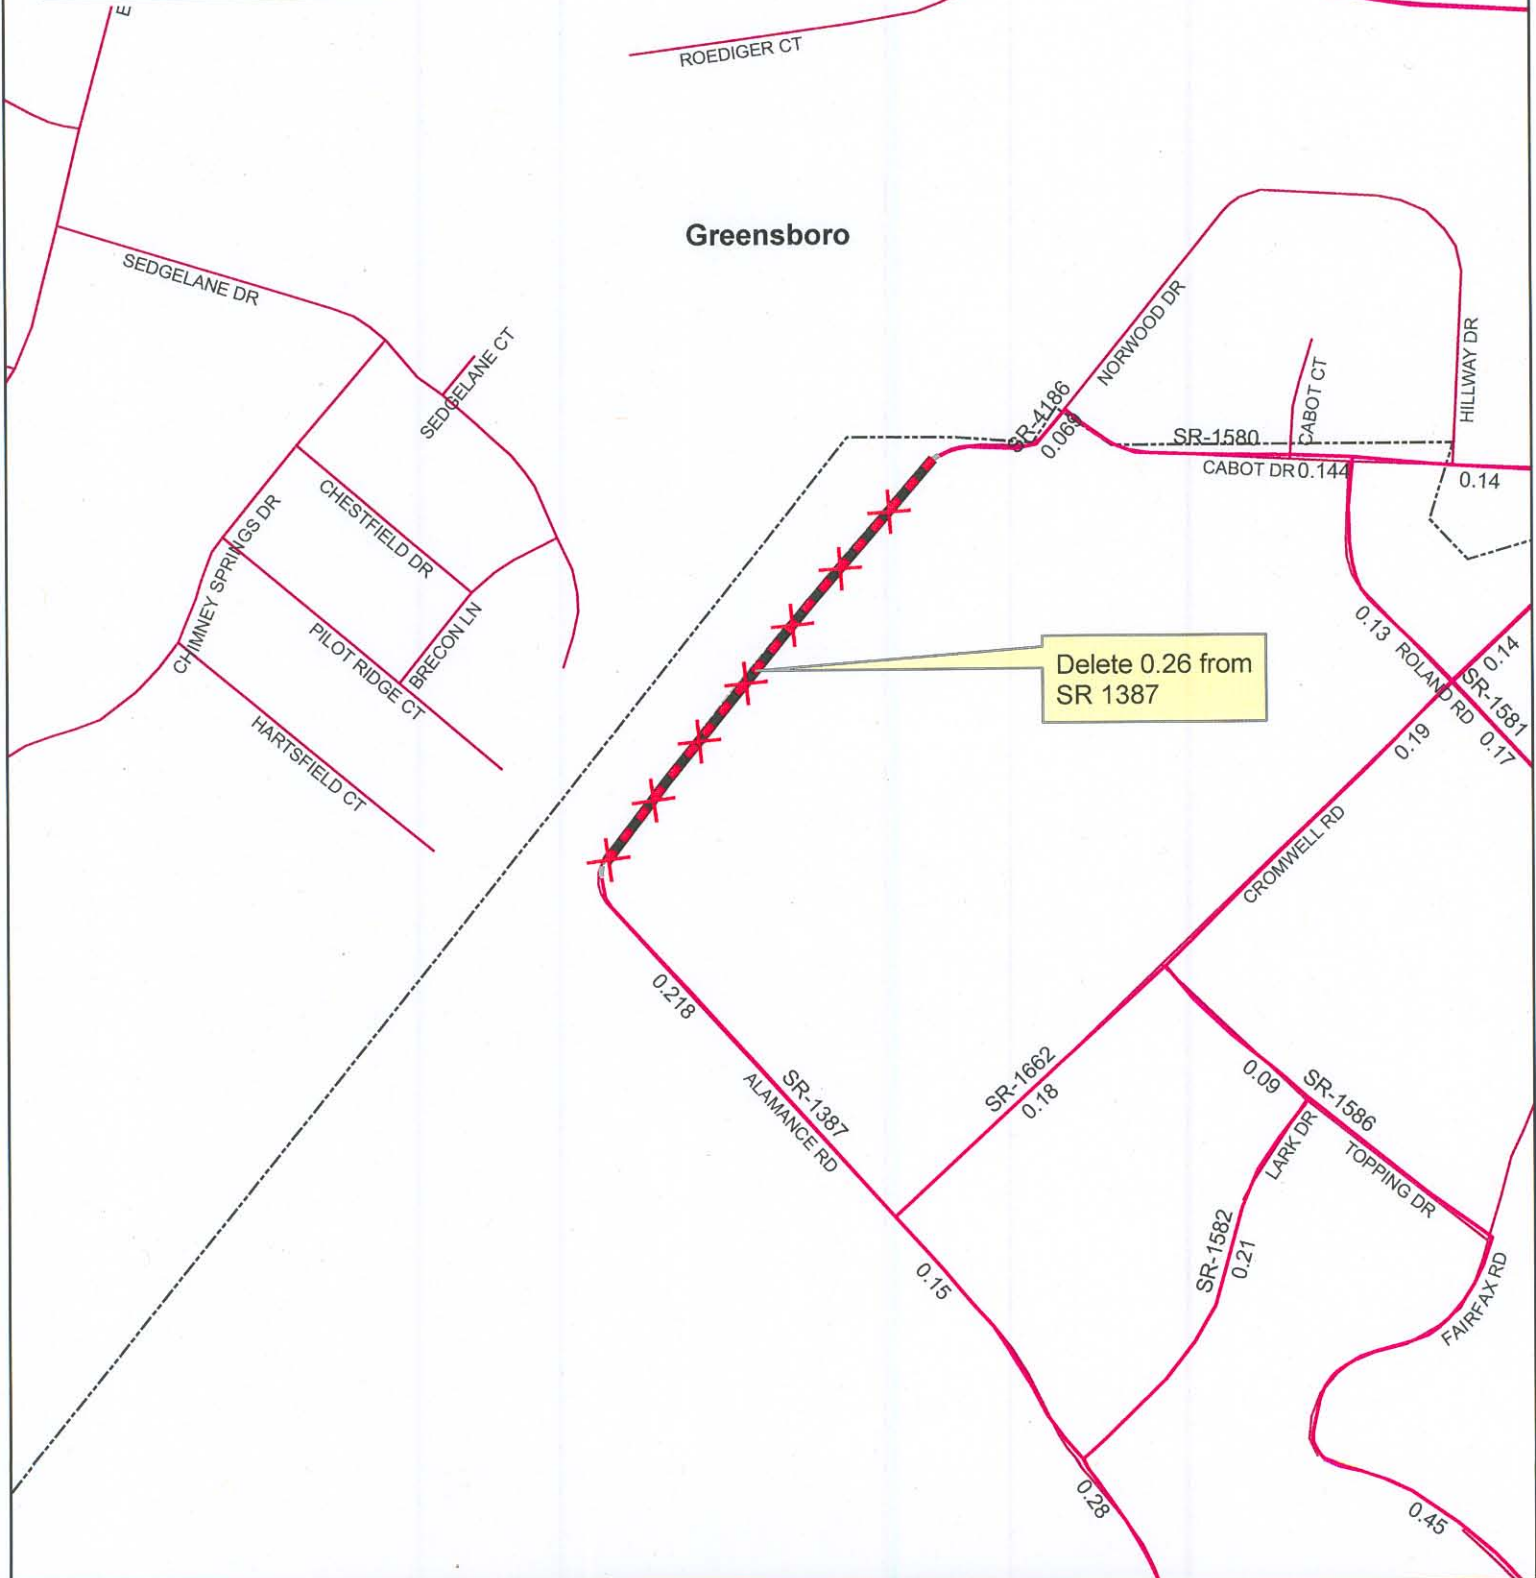 E
ROEDIGER CT
Greensboro
SEDGELANE DR
SEDGELANE CT
NORWOOD DR
HILLWAY DR
CABOT CT
SR-4186
0.069
SR-1580
CABOT DR 0.144
0.14
CHESTFIELD DR
CHIMNEY SPRINGS DR
PILOT RIDGE CT
BRECON LN
HARTSFIELD CT
Delete 0.26 from
SR 1387
0.13
ROLAND RD
0.14
SR-1581
0.17
0.19
CROMWELL RD
0.218
SR-1387
ALAMANCE RD
SR-1662
0.18
0.09
SR-1586
LARK DR
TOPPING DR
SR-1582
0.21
0.15
FAIRFAX RD
0.28
0.45